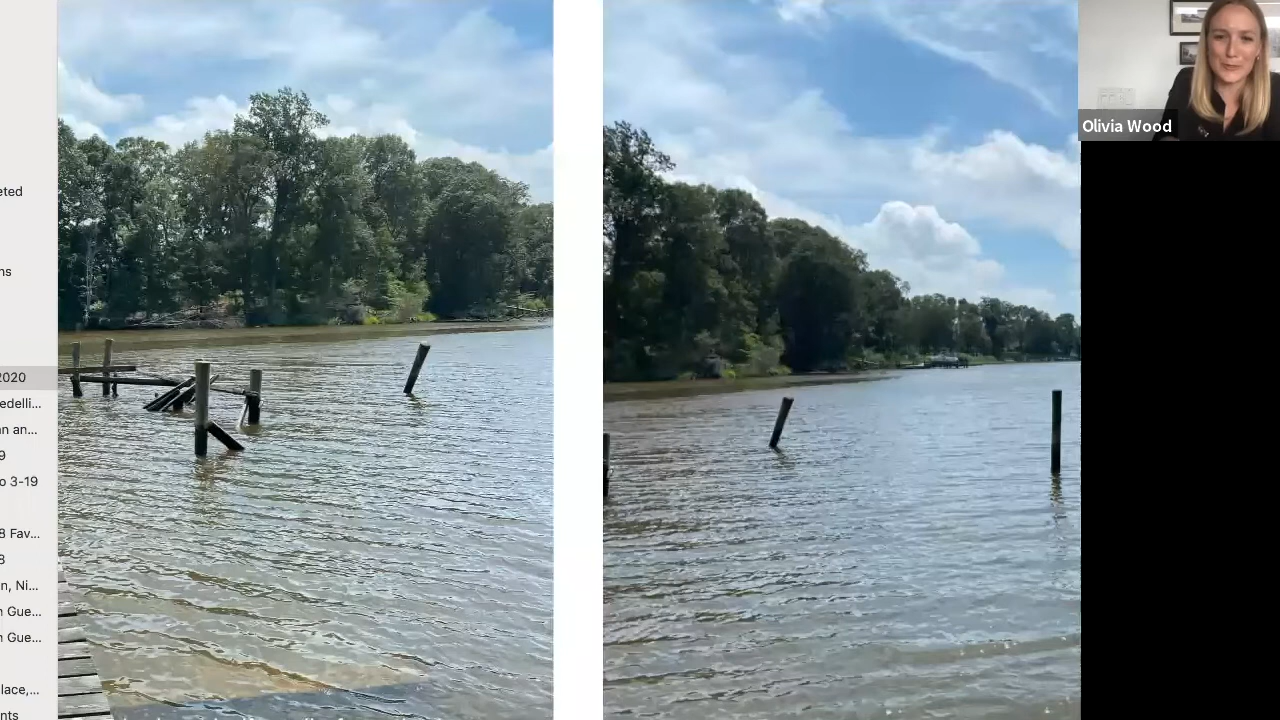 eted
ns
2020
edelli...
an an...
9
o 3-19
8 Fav...
8
n, Ni...
n Gue...
n Gue...
lace,...
nts
Olivia Wood